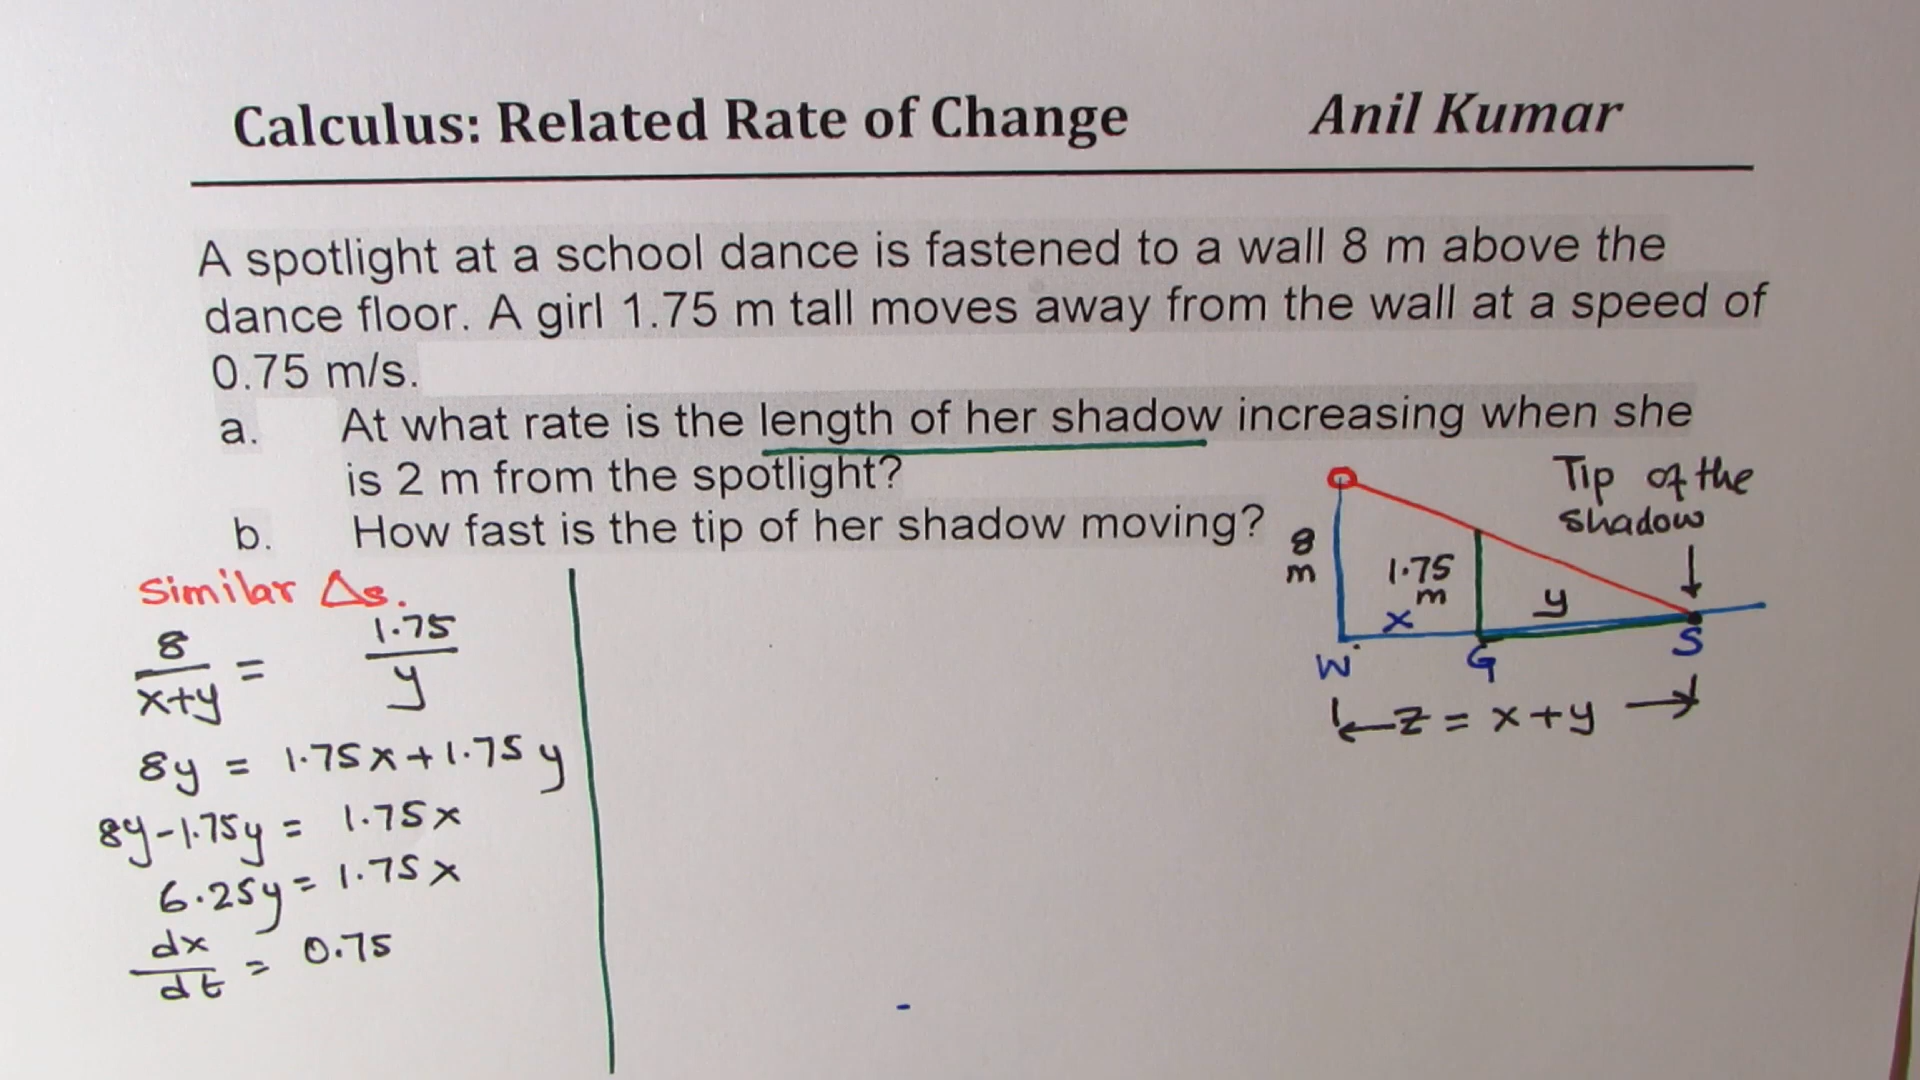 Calculus: Related Rate of Change Anil Kumar
A spotlight at a school dance is fastened to a wall 8 m above the
dance floor. A girl 1.75 m tall moves away from the wall at a speed of
0.75 m/s.
a. At what rate is the length of her shadow increasing when she
is 2 m from the spotlight?
b. How fast is the tip of her shadow moving?
Similar Δs.
8/(x+y) = 1.75/y
8y = 1.75x + 1.75y
8y - 1.75y = 1.75x
6.25y = 1.75x
dx/dt = 0.75
Tip of the
shadow
8
m
1.75
m
x
y
W G S
z = x+y